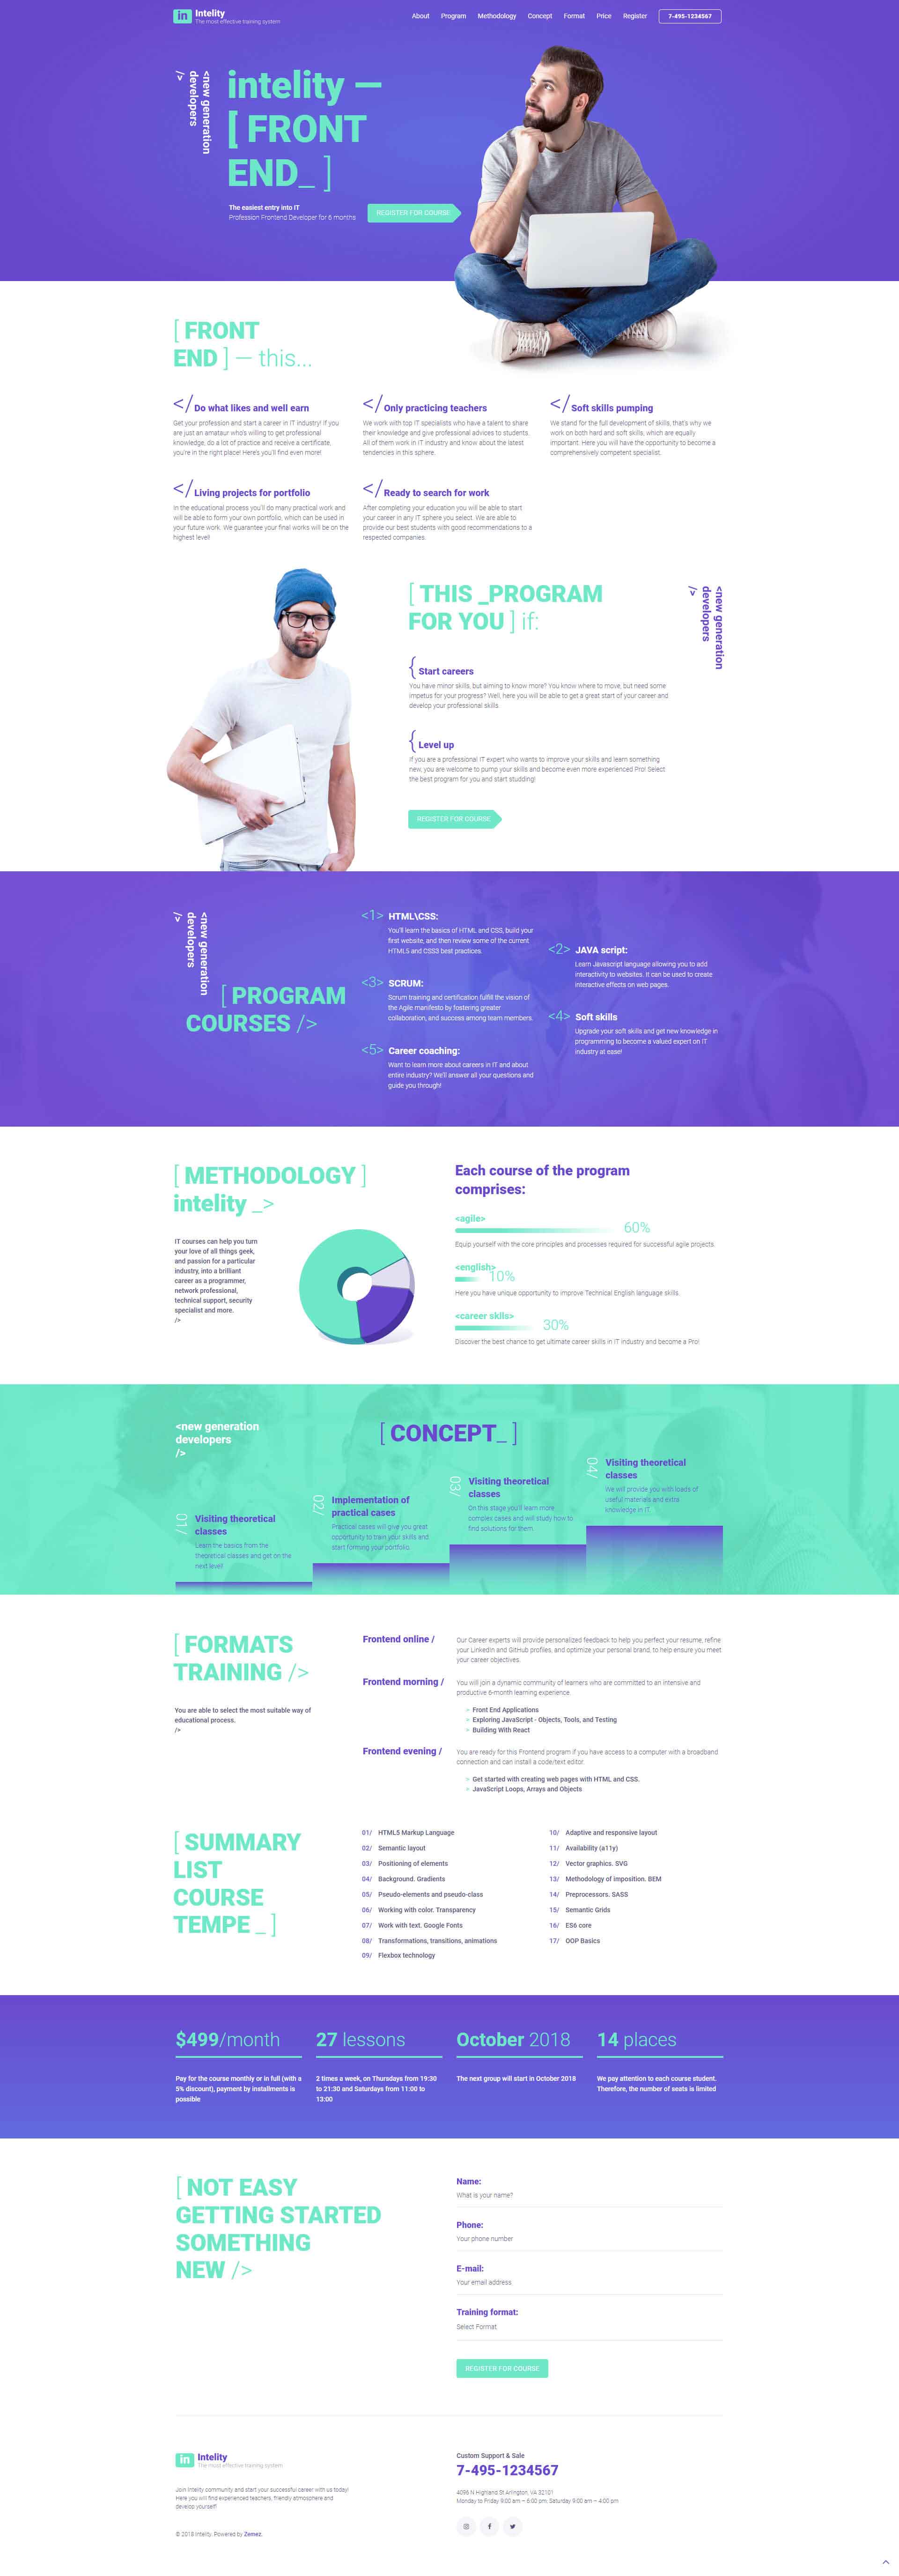 in Intelity
The most effective training system
About Program Methodology Concept Format Price Register 7-495-1234567
<new generation
developers
/>
intelity —
[ FRONT
END_ ]
The easiest entry into IT
Profession Frontend Developer for 6 months
REGISTER FOR COURSE
[ FRONT
END ] — this...
</ Do what likes and well earn
Get your profession and start a career in IT industry! If you
are just an amataur who's willing to get professional
knowledge, do a lot of practice and receive a certificate,
you're in the right place! Here's you'll find even more!
</ Only practicing teachers
We work with top IT specialists who have a talent to share
their knowledge and give professional advices to students.
All of them work in IT industry and know about the latest
tendencies in this sphere.
</ Soft skills pumping
We stand for the full development of skills, that's why we
work on both hard and soft skills, which are equally
important. Here you will have the opportunity to become a
comprehensively competent specialist.
</ Living projects for portfolio
In the educational process you'll do many practical work and
will be able to form your own portfolio, which can be used in
your future work. We guarantee your final works will be on the
highest level!
</ Ready to search for work
After completing your education you will be able to start
your career in any IT sphere you select. We are able to
provide our best students with good recommendations to a
respected companies.
[ THIS _PROGRAM
FOR YOU ] if:
<new generation
developers
/>
{ Start careers
You have minor skills, but aiming to know more? You know where to move, but need some
impetus for your progress? Well, here you will be able to get a great start of your career and
develop your professional skills.
{ Level up
If you are a professional IT expert who wants to improve your skills and learn something
new, you are welcome to pump your skills and become even more experienced Pro! Select
the best program for you and start studding!
REGISTER FOR COURSE
<new generation
developers
/>
[ PROGRAM
COURSES />
<1> HTML\CSS:
You'll learn the basics of HTML and CSS, build your
first website, and then review some of the current
HTML5 and CSS3 best practices.
<2> JAVA script:
Learn Javascript language allowing you to add
interactivity to websites. It can be used to create
interactive effects on web pages.
<3> SCRUM:
Scrum training and certification fulfill the vision of
the Agile manifesto by fostering greater
collaboration, and success among team members.
<4> Soft skills
Upgrade your soft skills and get new knowledge in
programming to become a valued expert on IT
industry at ease!
<5> Career coaching:
Want to learn more about careers in IT and about
entire industry? We'll answer all your questions and
guide you through!
[ METHODOLOGY ]
intelity _>
IT courses can help you turn
your love of all things geek,
and passion for a particular
industry, into a brilliant
career as a programmer,
network professional,
technical support, security
specialist and more.
/>
Each course of the program
comprises:
<agile>
60%
Equip yourself with the core principles and processes required for successful agile projects.
<english>
10%
Here you have unique opportunity to improve Technical English language skills.
<career skils>
30%
Discover the best chance to get ultimate career skills in IT industry and become a Pro!
<new generation
developers
/>
[ CONCEPT_ ]
01/ Visiting theoretical
classes
Learn the basics from the
theoretical classes and get on the
next level!
02/ Implementation of
practical cases
Practical cases will give you great
opportunity to train your skills and
start forming your portfolio.
03/ Visiting theoretical
classes
On this stage you'll learn more
complex cases and will study how to
find solutions for them.
04/ Visiting theoretical
classes
We will provide you with loads of
useful materials and extra
knowledge in IT.
[ FORMATS
TRAINING />
You are able to select the most suitable way of
educational process.
/>
Frontend online /
Our Career experts will provide personalized feedback to help you perfect your resume, refine
your LinkedIn and GitHub profiles, and optimize your personal brand, to help ensure you meet
your career objectives.
Frontend morning /
You will join a dynamic community of learners who are committed to an intensive and
productive 6-month learning experience.
Front End Applications
Exploring JavaScript - Objects, Tools, and Testing
Building With React
Frontend evening /
You are ready for this Frontend program if you have access to a computer with a broadband
connection and can install a code/text editor.
Get started with creating web pages with HTML and CSS.
JavaScript Loops, Arrays and Objects
[ SUMMARY
LIST
COURSE
TEMPE _ ]
01/ HTML5 Markup Language
02/ Semantic layout
03/ Positioning of elements
04/ Background. Gradients
05/ Pseudo-elements and pseudo-class
06/ Working with color. Transparency
07/ Work with text. Google Fonts
08/ Transformations, transitions, animations
09/ Flexbox technology
10/ Adaptive and responsive layout
11/ Availability (a11y)
12/ Vector graphics. SVG
13/ Methodology of imposition. BEM
14/ Preprocessors. SASS
15/ Semantic Grids
16/ ES6 core
17/ OOP Basics
$499/month
Pay for the course monthly or in full (with a
5% discount), payment by installments is
possible
27 lessons
2 times a week, on Thursdays from 19:30
to 21:30 and Saturdays from 11:00 to
13:00
October 2018
The next group will start in October 2018
14 places
We pay attention to each course student.
Therefore, the number of seats is limited
[ NOT EASY
GETTING STARTED
SOMETHING
NEW />
Name:
What is your name?
Phone:
Your phone number
E-mail:
Your email address
Training format:
Select Format
REGISTER FOR COURSE
in Intelity
The most effective training system
Join Intelity community and start your successful career with us today!
Here you will find experienced teachers, friendly atmosphere and
develop yourself!
© 2018 Intelity. Powered by Zemez.
Custom Support & Sale
7-495-1234567
4096 N Highland St Arlington, VA 32101
Monday to Friday 9:00 am – 6:00 pm; Saturday 9:00 am – 4:00 pm